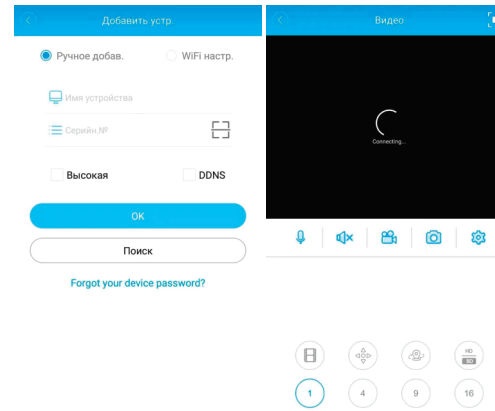 Добавить устр.
Ручное добав.
WiFi настр.
Имя устройства
Серийн.№
Высокая
DDNS
OK
Поиск
Forgot your device password?
Видео
Connecting...
HD
SD
1
4
9
16